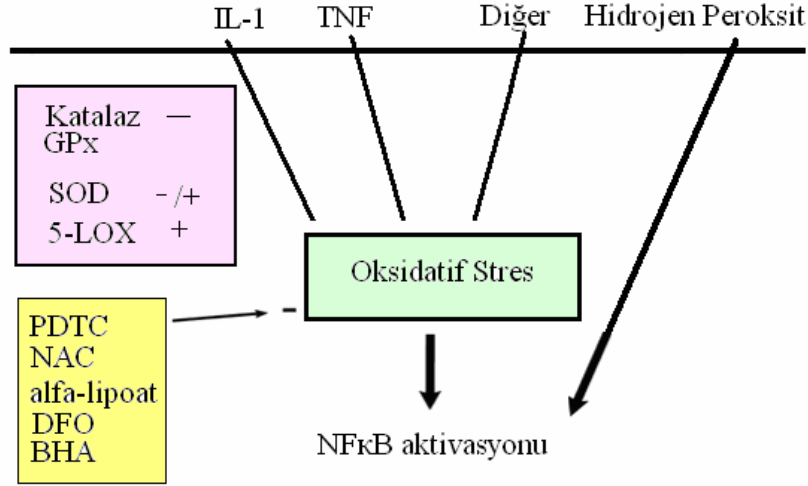 IL-1 TNF Diğer Hidrojen Peroksit
Katalaz —
GPx
SOD - /+
5-LOX +
Oksidatif Stres
-
PDTC
NAC
alfa-lipoat
DFO
BHA
NFκB aktivasyonu